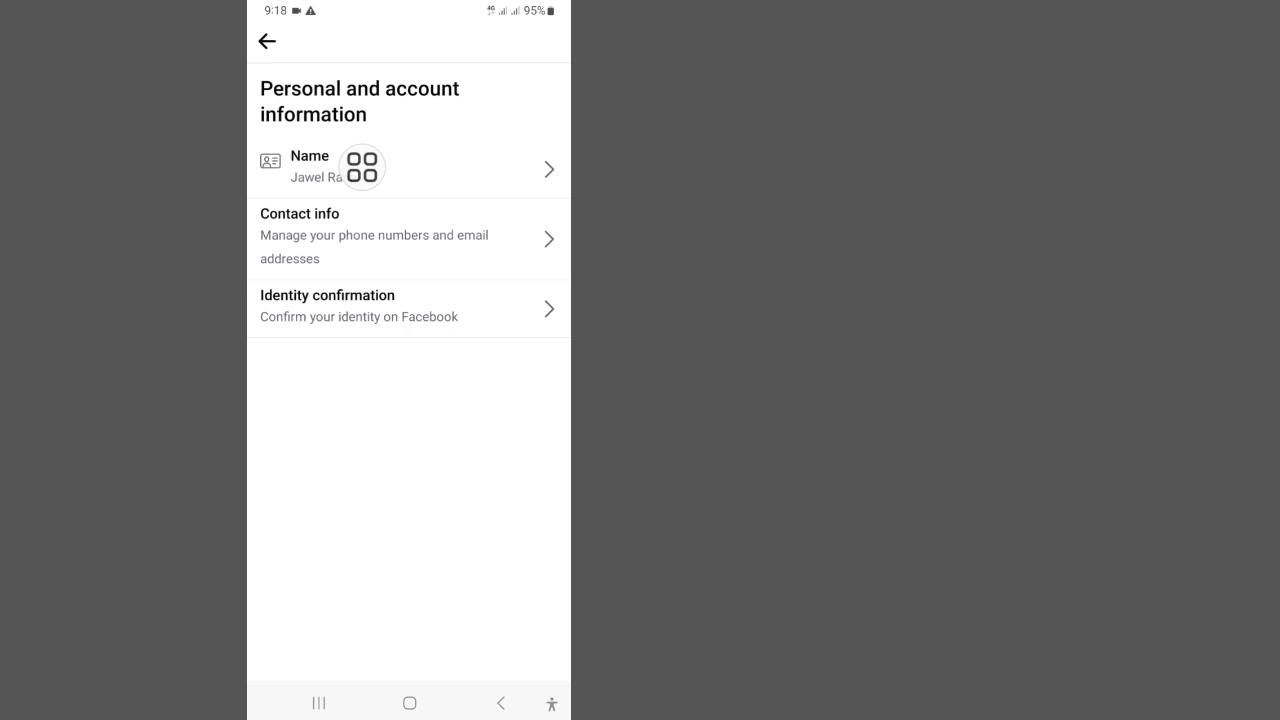 9:18
4G 95%
Personal and account
information
Name
Jawel
Contact info
Manage your phone numbers and email
addresses
Identity confirmation
Confirm your identity on Facebook